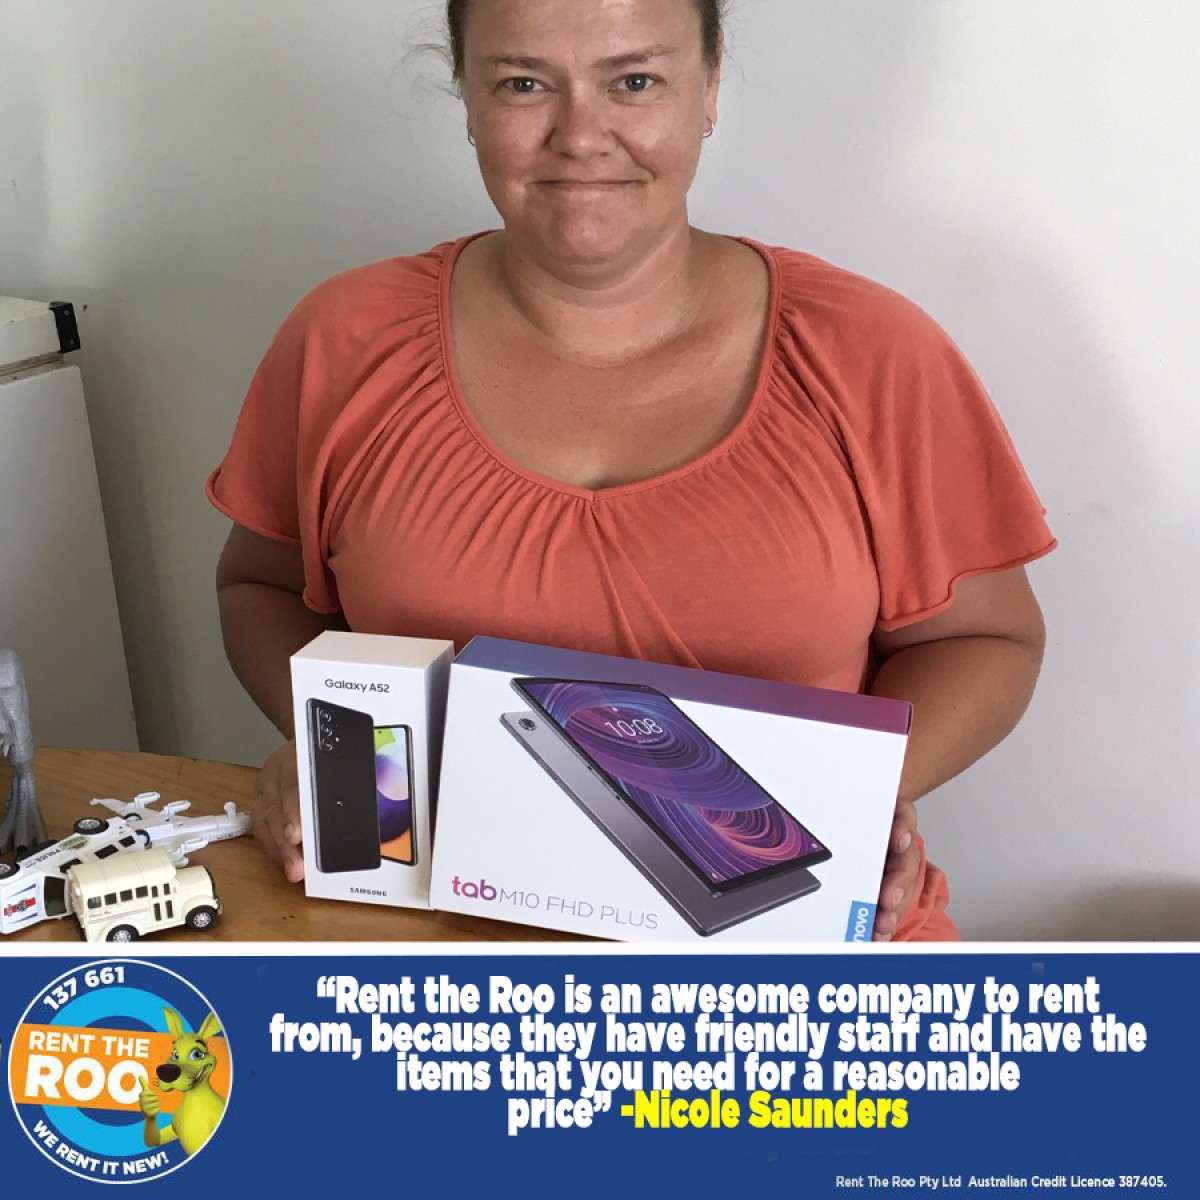 Galaxy A52
SAMSUNG
10:08
tab M10 FHD PLUS
novo
POLICE
137 661
RENT THE
ROO
WE RENT IT NEW!
“Rent the Roo is an awesome company to rent
from, because they have friendly staff and have the
items that you need for a reasonable
price” -Nicole Saunders
Rent The Roo Pty Ltd Australian Credit Licence 387405.